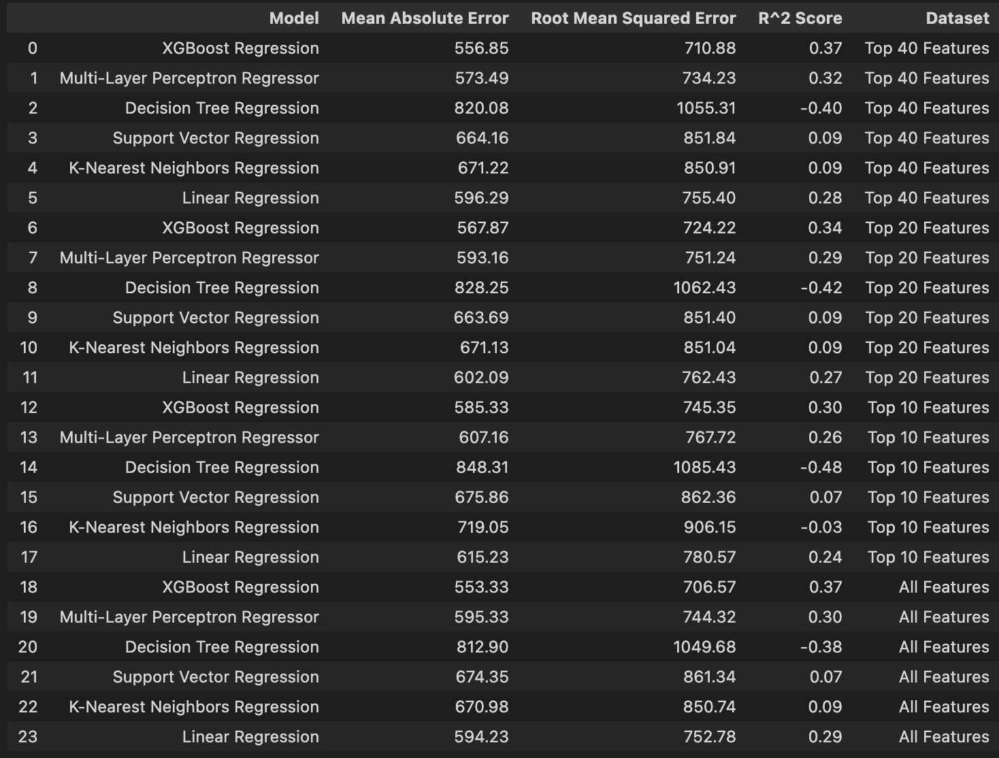 Model Mean Absolute Error Root Mean Squared Error R^2 Score Dataset
0 XGBoost Regression 556.85 710.88 0.37 Top 40 Features
1 Multi-Layer Perceptron Regressor 573.49 734.23 0.32 Top 40 Features
2 Decision Tree Regression 820.08 1055.31 -0.40 Top 40 Features
3 Support Vector Regression 664.16 851.84 0.09 Top 40 Features
4 K-Nearest Neighbors Regression 671.22 850.91 0.09 Top 40 Features
5 Linear Regression 596.29 755.40 0.28 Top 40 Features
6 XGBoost Regression 567.87 724.22 0.34 Top 20 Features
7 Multi-Layer Perceptron Regressor 593.16 751.24 0.29 Top 20 Features
8 Decision Tree Regression 828.25 1062.43 -0.42 Top 20 Features
9 Support Vector Regression 663.69 851.40 0.09 Top 20 Features
10 K-Nearest Neighbors Regression 671.13 851.04 0.09 Top 20 Features
11 Linear Regression 602.09 762.43 0.27 Top 20 Features
12 XGBoost Regression 585.33 745.35 0.30 Top 10 Features
13 Multi-Layer Perceptron Regressor 607.16 767.72 0.26 Top 10 Features
14 Decision Tree Regression 848.31 1085.43 -0.48 Top 10 Features
15 Support Vector Regression 675.86 862.36 0.07 Top 10 Features
16 K-Nearest Neighbors Regression 719.05 906.15 -0.03 Top 10 Features
17 Linear Regression 615.23 780.57 0.24 Top 10 Features
18 XGBoost Regression 553.33 706.57 0.37 All Features
19 Multi-Layer Perceptron Regressor 595.33 744.32 0.30 All Features
20 Decision Tree Regression 812.90 1049.68 -0.38 All Features
21 Support Vector Regression 674.35 861.34 0.07 All Features
22 K-Nearest Neighbors Regression 670.98 850.74 0.09 All Features
23 Linear Regression 594.23 752.78 0.29 All Features